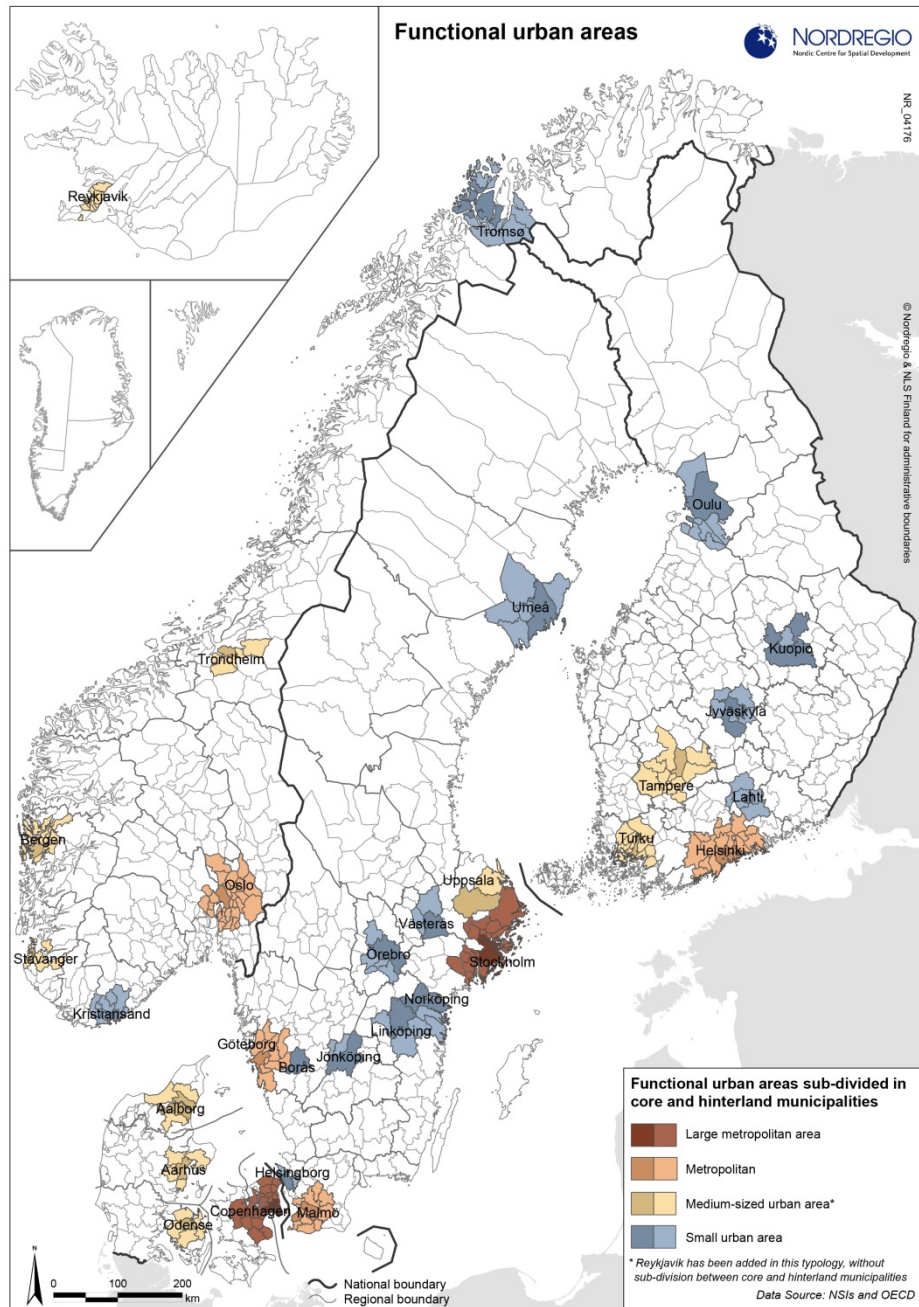 Functional urban areas
NORDREGIO
Nordic Centre for Spatial Development
NR_04176
© Nordregio & NLS Finland for administrative boundaries
Reykjavik
Tromsø
Oulu
Umeå
Kuopio
Trondheim
Jyväskylä
Tampere
Lahti
Bergen
Turku
Helsinki
Oslo
Uppsala
Västerås
Stavanger
Örebro
Stockholm
Kristiansand
Norköping
Linköping
Göteborg
Borås
Jönköping
Aalborg
Aarhus
Helsingborg
Copenhagen
Malmö
Odense
Functional urban areas sub-divided in
core and hinterland municipalities
Large metropolitan area
Metropolitan
Medium-sized urban area*
Small urban area
* Reykjavik has been added in this typology, without
sub-division between core and hinterland municipalities
Data Source: NSIs and OECD
N
0 100 200
km
National boundary
Regional boundary